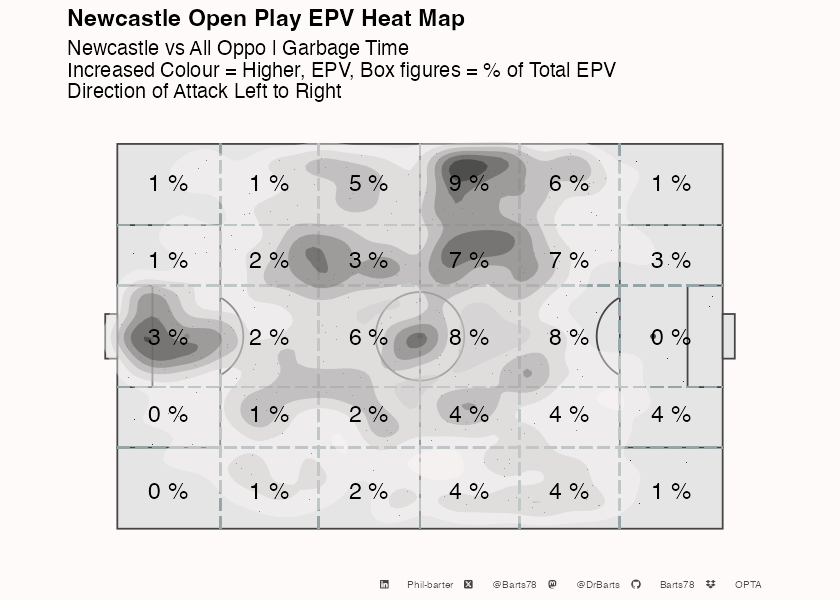 Newcastle Open Play EPV Heat Map
Newcastle vs All Oppo | Garbage Time
Increased Colour = Higher, EPV, Box figures = % of Total EPV
Direction of Attack Left to Right
1 % 1 % 5 % 9 % 6 % 1 %
1 % 2 % 3 % 7 % 7 % 3 %
3 % 2 % 6 % 8 % 8 % 0 %
0 % 1 % 2 % 4 % 4 % 4 %
0 % 1 % 2 % 4 % 4 % 1 %
Phil-barter @Barts78 @DrBarts Barts78 OPTA